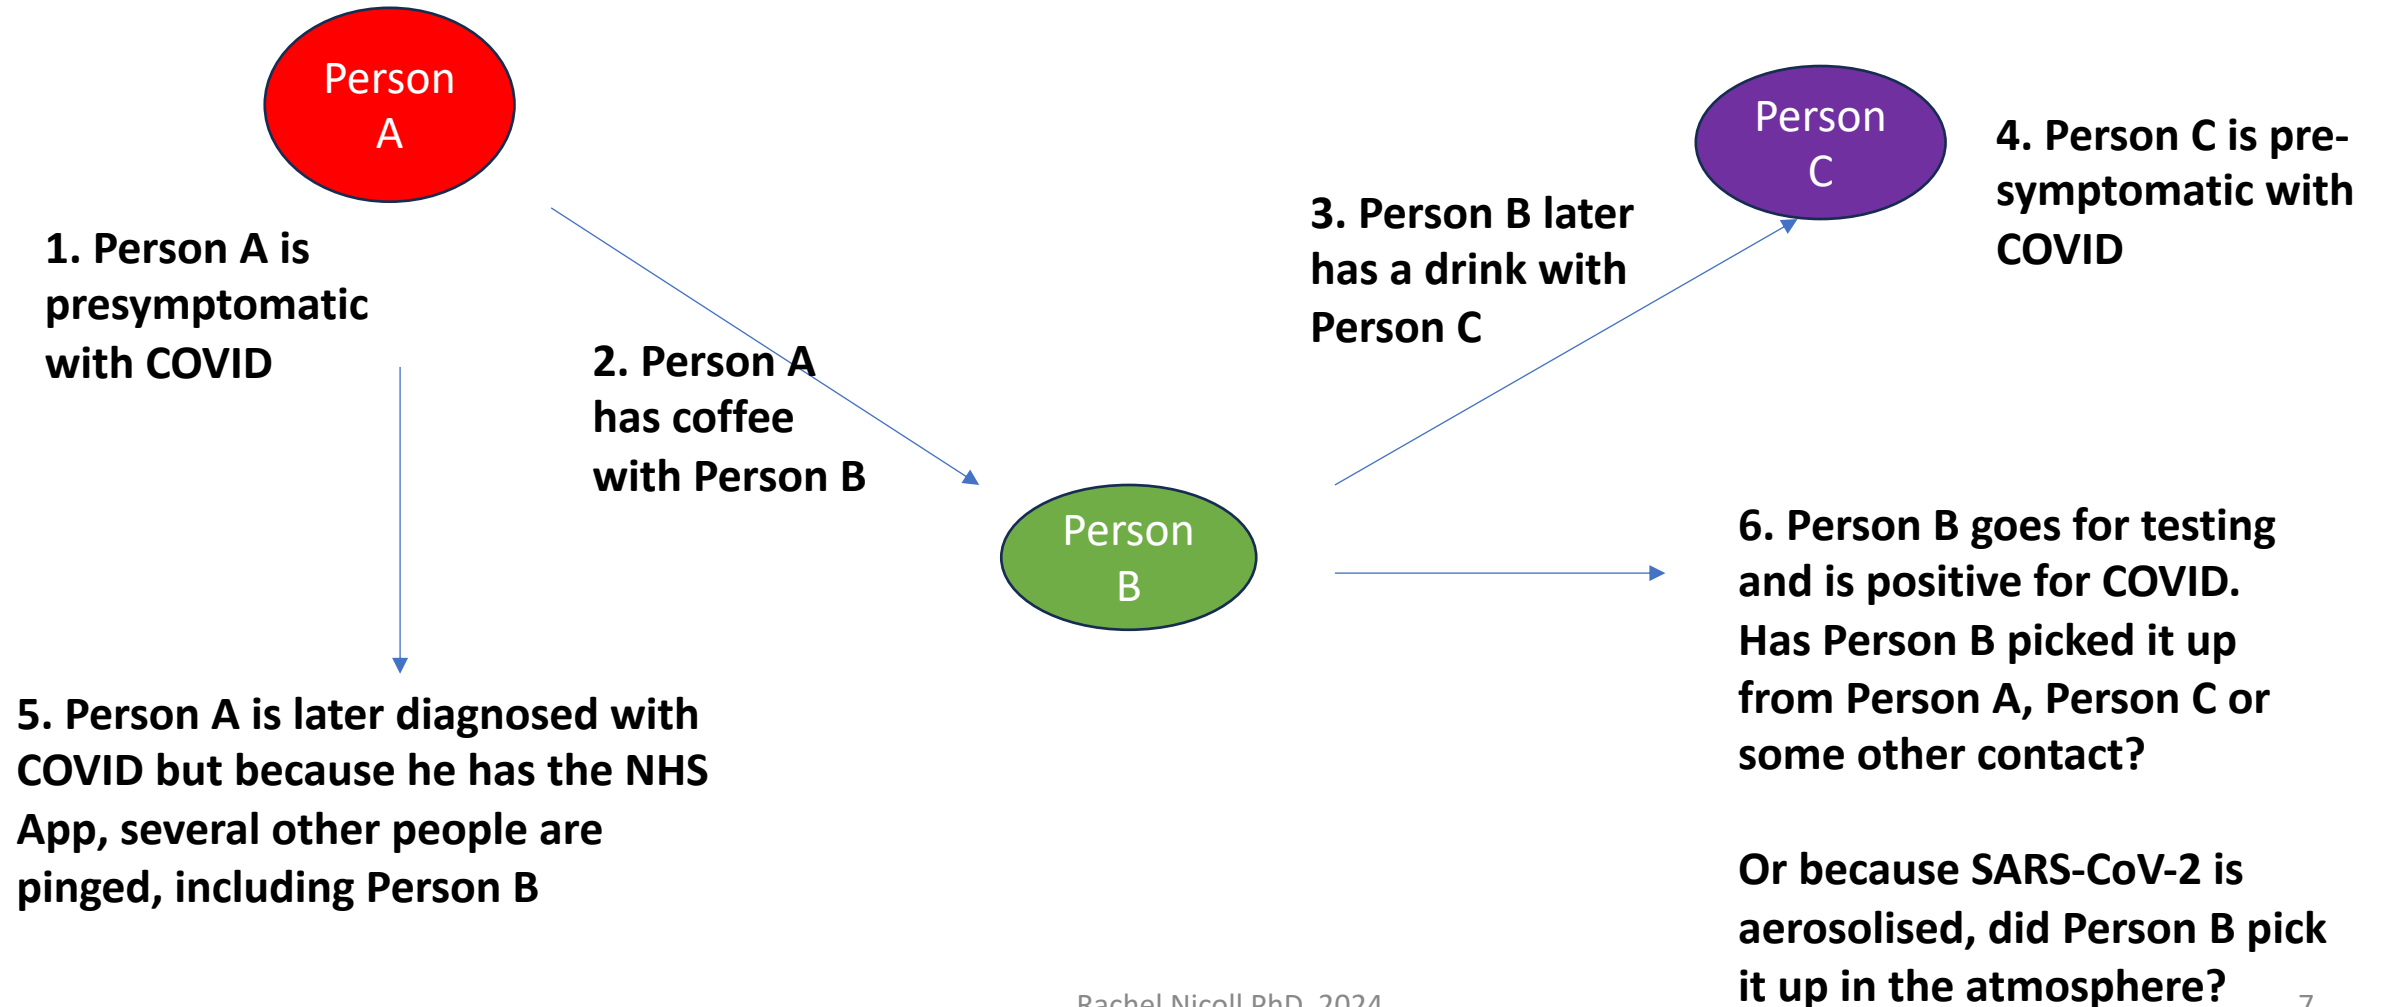 Person
A
1. Person A is
presymptomatic
with COVID
2. Person A
has coffee
with Person B
Person
B
3. Person B later
has a drink with
Person C
Person
C
4. Person C is pre-
symptomatic with
COVID
5. Person A is later diagnosed with
COVID but because he has the NHS
App, several other people are
pinged, including Person B
6. Person B goes for testing
and is positive for COVID.
Has Person B picked it up
from Person A, Person C or
some other contact?
Or because SARS-CoV-2 is
aerosolised, did Person B pick
it up in the atmosphere?
Rachel Nicoll PhD, 2024
7